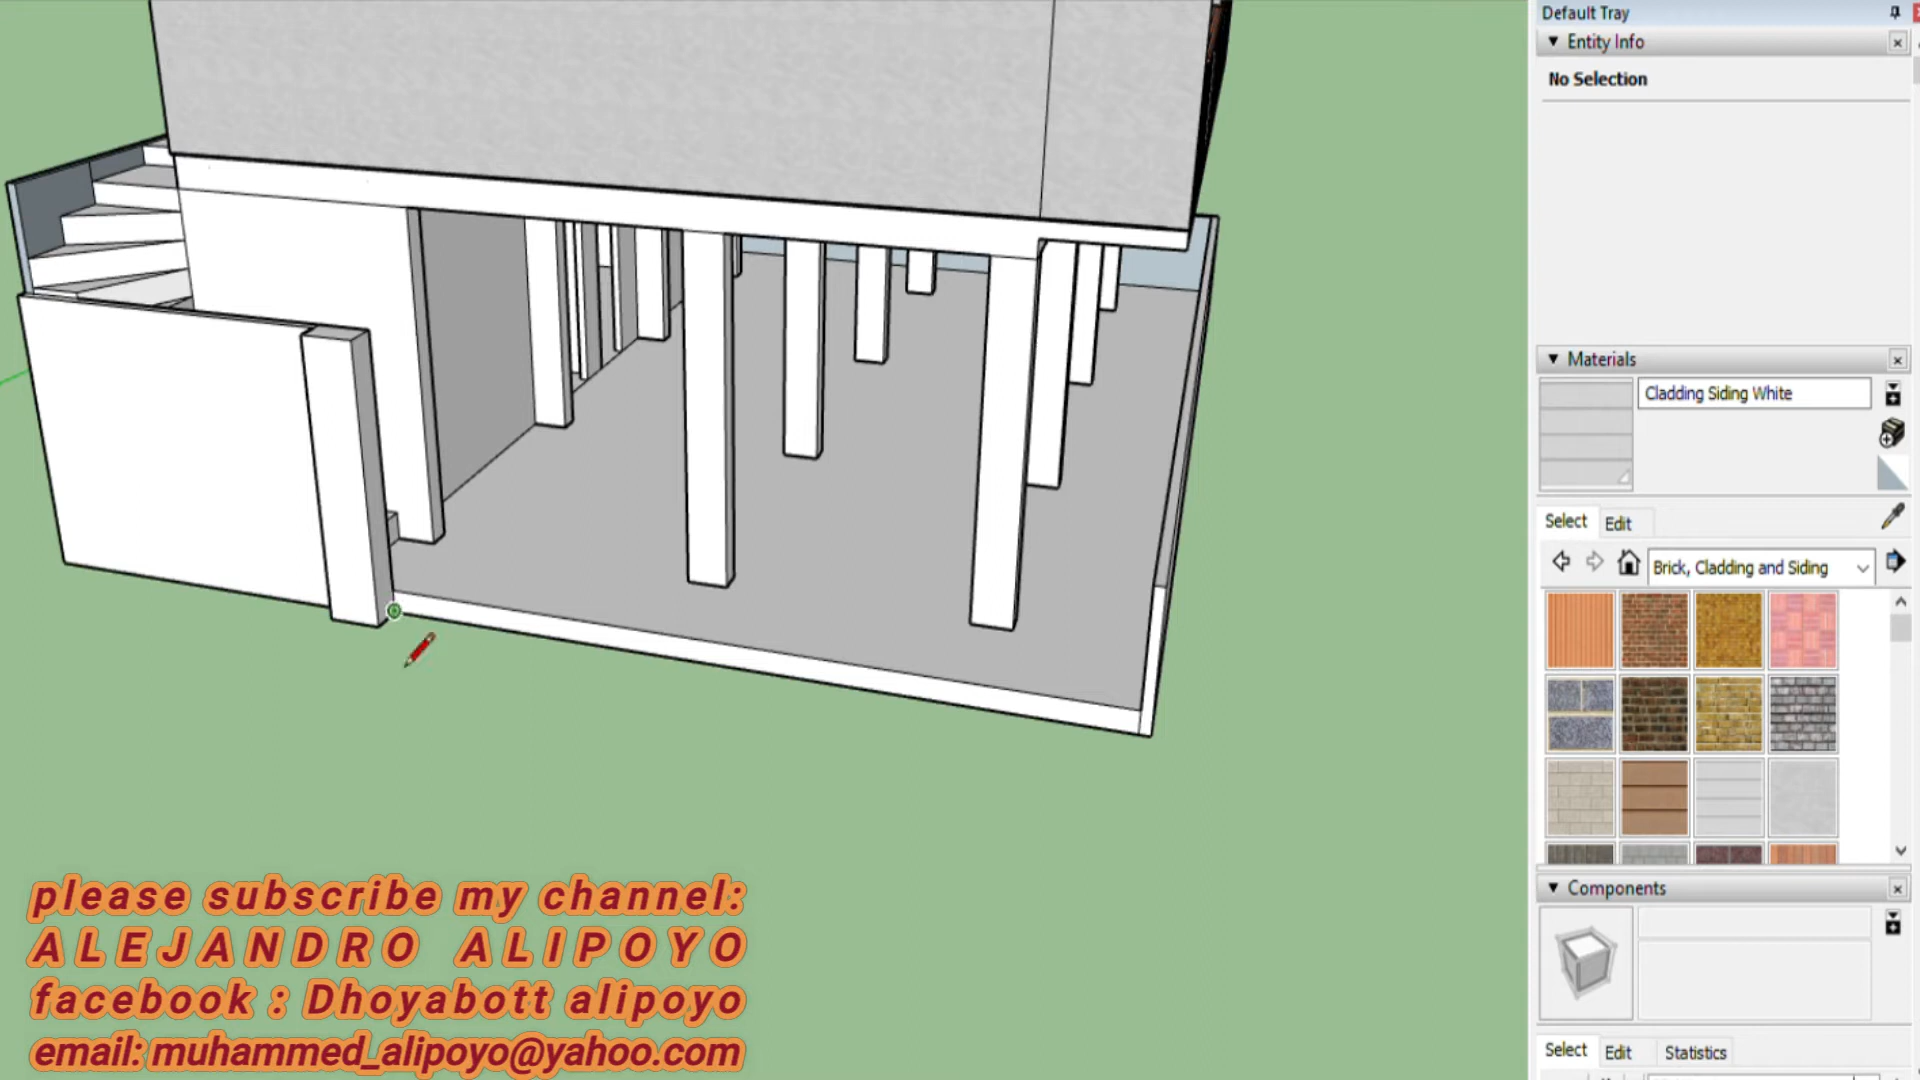 Default Tray
Entity Info
No Selection
Materials
Cladding Siding White
Select Edit
Brick, Cladding and Siding
Components
Select Edit Statistics
please subscribe my channel:
ALEJANDRO ALIPOYO
facebook : Dhoyabott alipoyo
email: muhammed_alipoyo@yahoo.com